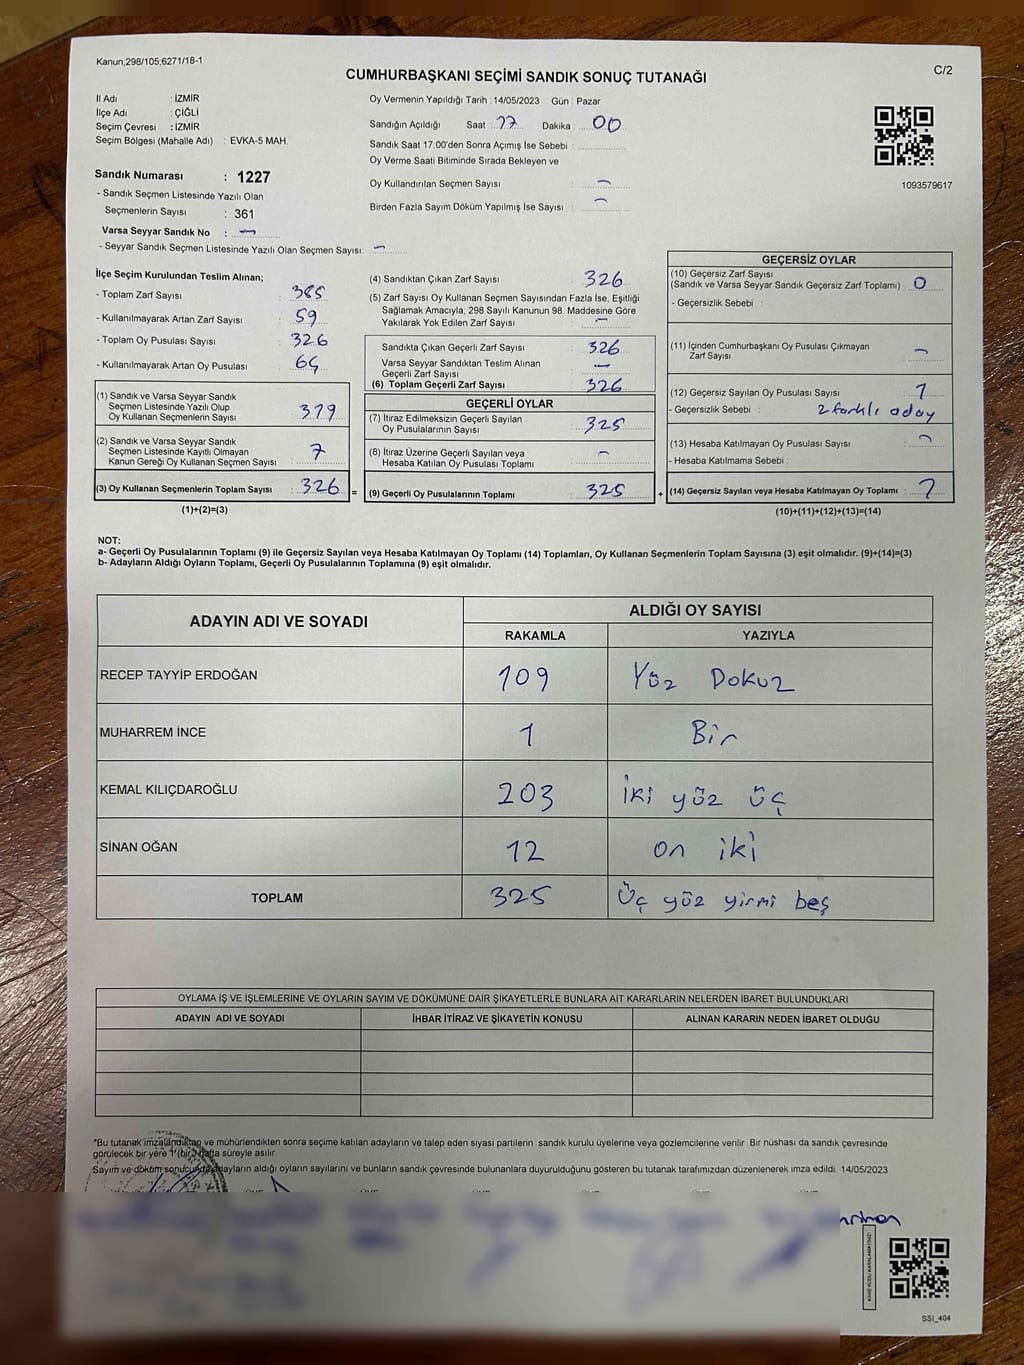 Kanun;298/105;6271/18-1
C/2
CUMHURBAŞKANI SEÇİMİ SANDIK SONUÇ TUTANAĞI
İl Adı : İZMİR
İlçe Adı : ÇİĞLİ
Seçim Çevresi : İZMİR
Seçim Bölgesi (Mahalle Adı) : EVKA-5 MAH.
Sandık Numarası : 1227
- Sandık Seçmen Listesinde Yazılı Olan
Seçmenlerin Sayısı : 361
Varsa Seyyar Sandık No : —
- Seyyar Sandık Seçmen Listesinde Yazılı Olan Seçmen Sayısı: —
Oy Vermenin Yapıldığı Tarih : 14/05/2023 Gün : Pazar
Sandığın Açıldığı Saat : 17 Dakika : 00
Sandık Saat 17:00'den Sonra Açımış İse Sebebi :
Oy Verme Saati Bitiminde Sırada Bekleyen ve
Oy Kullandırılan Seçmen Sayısı : —
Birden Fazla Sayım Döküm Yapılmış İse Sayısı : —
1093579617
İlçe Seçim Kurulundan Teslim Alınan;
- Toplam Zarf Sayısı : 385
- Kullanılmayarak Artan Zarf Sayısı : 59
- Toplam Oy Pusulası Sayısı : 326
- Kullanılmayarak Artan Oy Pusulası :
(1) Sandık ve Varsa Seyyar Sandık
Seçmen Listesinde Yazılı Olup
Oy Kullanan Seçmenlerin Sayısı : 319
(2) Sandık ve Varsa Seyyar Sandık
Seçmen Listesinde Kayıtlı Olmayan
Kanun Gereği Oy Kullanan Seçmen Sayısı : 7
(3) Oy Kullanan Seçmenlerin Toplam Sayısı : 326 =
(1)+(2)=(3)
(4) Sandıktan Çıkan Zarf Sayısı : 326
(5) Zarf Sayısı Oy Kullanan Seçmen Sayısından Fazla İse, Eşitliği
Sağlamak Amacıyla; 298 Sayılı Kanunun 98. Maddesine Göre
Yakılarak Yok Edilen Zarf Sayısı : —
Sandıkta Çıkan Geçerli Zarf Sayısı : 326
Varsa Seyyar Sandıktan Teslim Alınan
Geçerli Zarf Sayısı : —
(6) Toplam Geçerli Zarf Sayısı : 326
GEÇERLİ OYLAR
(7) İtiraz Edilmeksizin Geçerli Sayılan
Oy Pusulalarının Sayısı : 325
(8) İtiraz Üzerine Geçerli Sayılan veya
Hesaba Katılan Oy Pusulası Toplamı : —
(9) Geçerli Oy Pusulalarının Toplamı : 325 +
GEÇERSİZ OYLAR
(10) Geçersiz Zarf Sayısı
(Sandık ve Varsa Seyyar Sandık Geçersiz Zarf Toplamı) : 0
- Geçersizlik Sebebi :
(11) İçinden Cumhurbaşkanı Oy Pusulası Çıkmayan
Zarf Sayısı : —
(12) Geçersiz Sayılan Oy Pusulası Sayısı : 1
- Geçersizlik Sebebi : 2 farklı aday
(13) Hesaba Katılmayan Oy Pusulası Sayısı : —
- Hesaba Katılmama Sebebi :
(14) Geçersiz Sayılan veya Hesaba Katılmayan Oy Toplamı : 1
(10)+(11)+(12)+(13)=(14)
NOT:
a- Geçerli Oy Pusulalarının Toplamı (9) ile Geçersiz Sayılan veya Hesaba Katılmayan Oy Toplamı (14) Toplamları, Oy Kullanan Seçmenlerin Toplam Sayısına (3) eşit olmalıdır. (9)+(14)=(3)
b- Adayların Aldığı Oyların Toplamı, Geçerli Oy Pusulalarının Toplamına (9) eşit olmalıdır.
ADAYIN ADI VE SOYADI
ALDIĞI OY SAYISI
RAKAMLA YAZIYLA
RECEP TAYYİP ERDOĞAN 109 Yüz Dokuz
MUHARREM İNCE 1 Bir
KEMAL KILIÇDAROĞLU 203 iki yüz üç
SİNAN OĞAN 12 on iki
TOPLAM 325 Üç yüz yirmi beş
OYLAMA İŞ VE İŞLEMLERİNE VE OYLARIN SAYIM VE DÖKÜMÜNE DAİR ŞİKAYETLERLE BUNLARA AİT KARARLARIN NELERDEN İBARET BULUNDUKLARI
ADAYIN ADI VE SOYADI İHBAR İTİRAZ VE ŞİKAYETİN KONUSU ALINAN KARARIN NEDEN İBARET OLDUĞU
*Bu tutanak imzalandıktan ve mühürlendikten sonra seçime katılan adayların ve talep eden siyasi partilerin sandık kurulu üyelerine veya gözlemcilerine verilir. Bir nüshası da sandık çevresinde
görülecek bir yere 1 (bir) hafta süreyle asılır.
Sayım ve döküm sonucunda adayların aldığı oyların sayılarını ve bunların sandık çevresinde bulunanlara duyurulduğunu gösteren bu tutanak tarafımızdan düzenlenerek imza edildi. 14/05/2023
KARE KODU KARALAMAYINIZ!
SSI_404